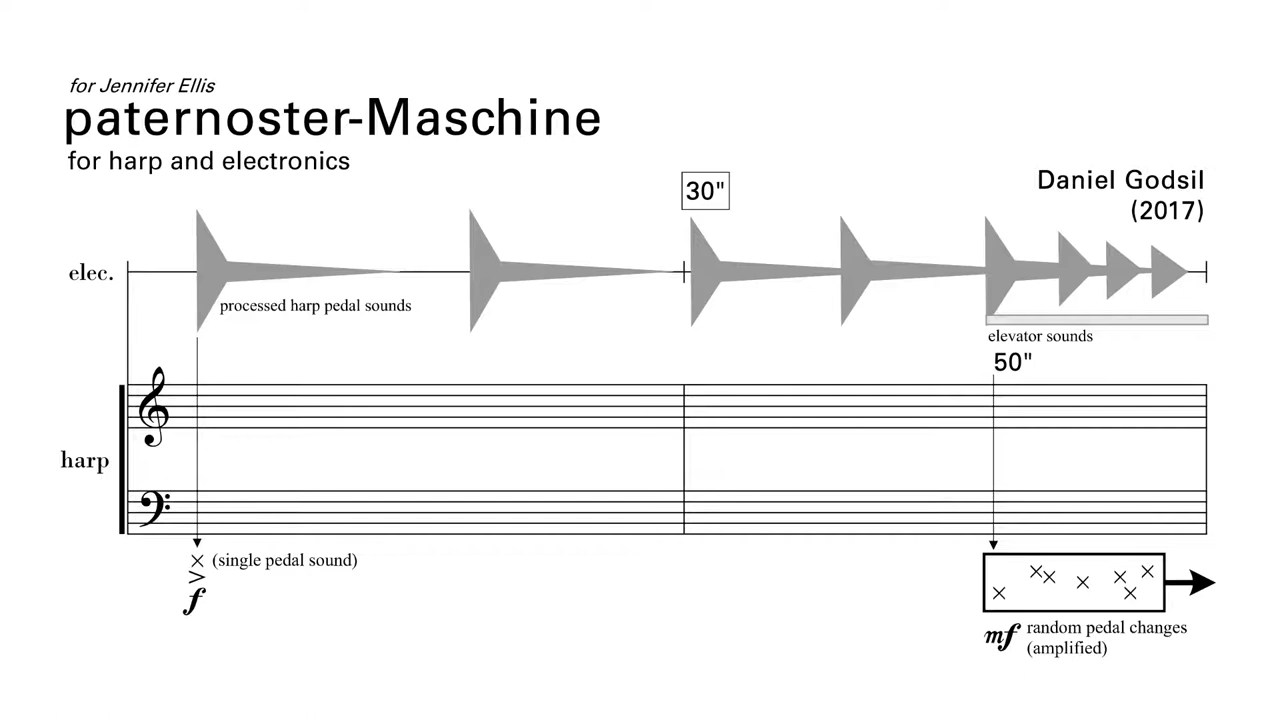 for Jennifer Ellis
paternoster-Maschine
for harp and electronics
Daniel Godsil
(2017)
30"
elec.
processed harp pedal sounds
elevator sounds
50"
harp
(single pedal sound)
f
mf random pedal changes
(amplified)